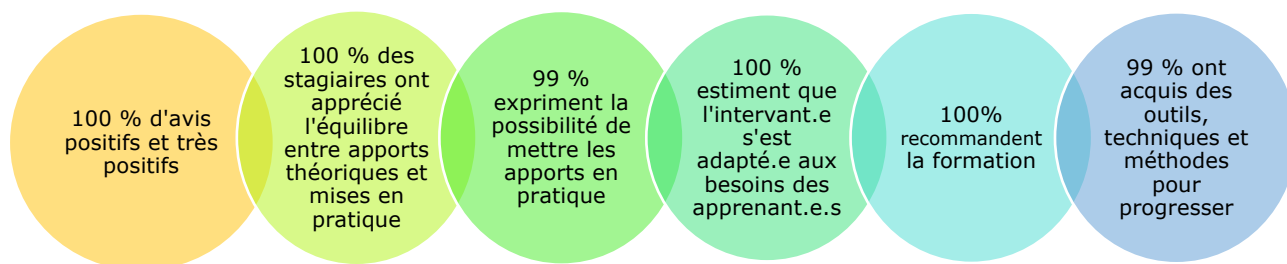 100 % d'avis
positifs et très
positifs
100 % des
stagiaires ont
apprécié
l'équilibre
entre apports
théoriques et
mises en
pratique
99 %
expriment la
possibilité de
mettre les
apports en
pratique
100 %
estiment que
l'intervant.e
s'est
adapté.e aux
besoins des
apprenant.e.s
100%
recommandent
la formation
99 % ont
acquis des
outils,
techniques et
méthodes
pour
progresser